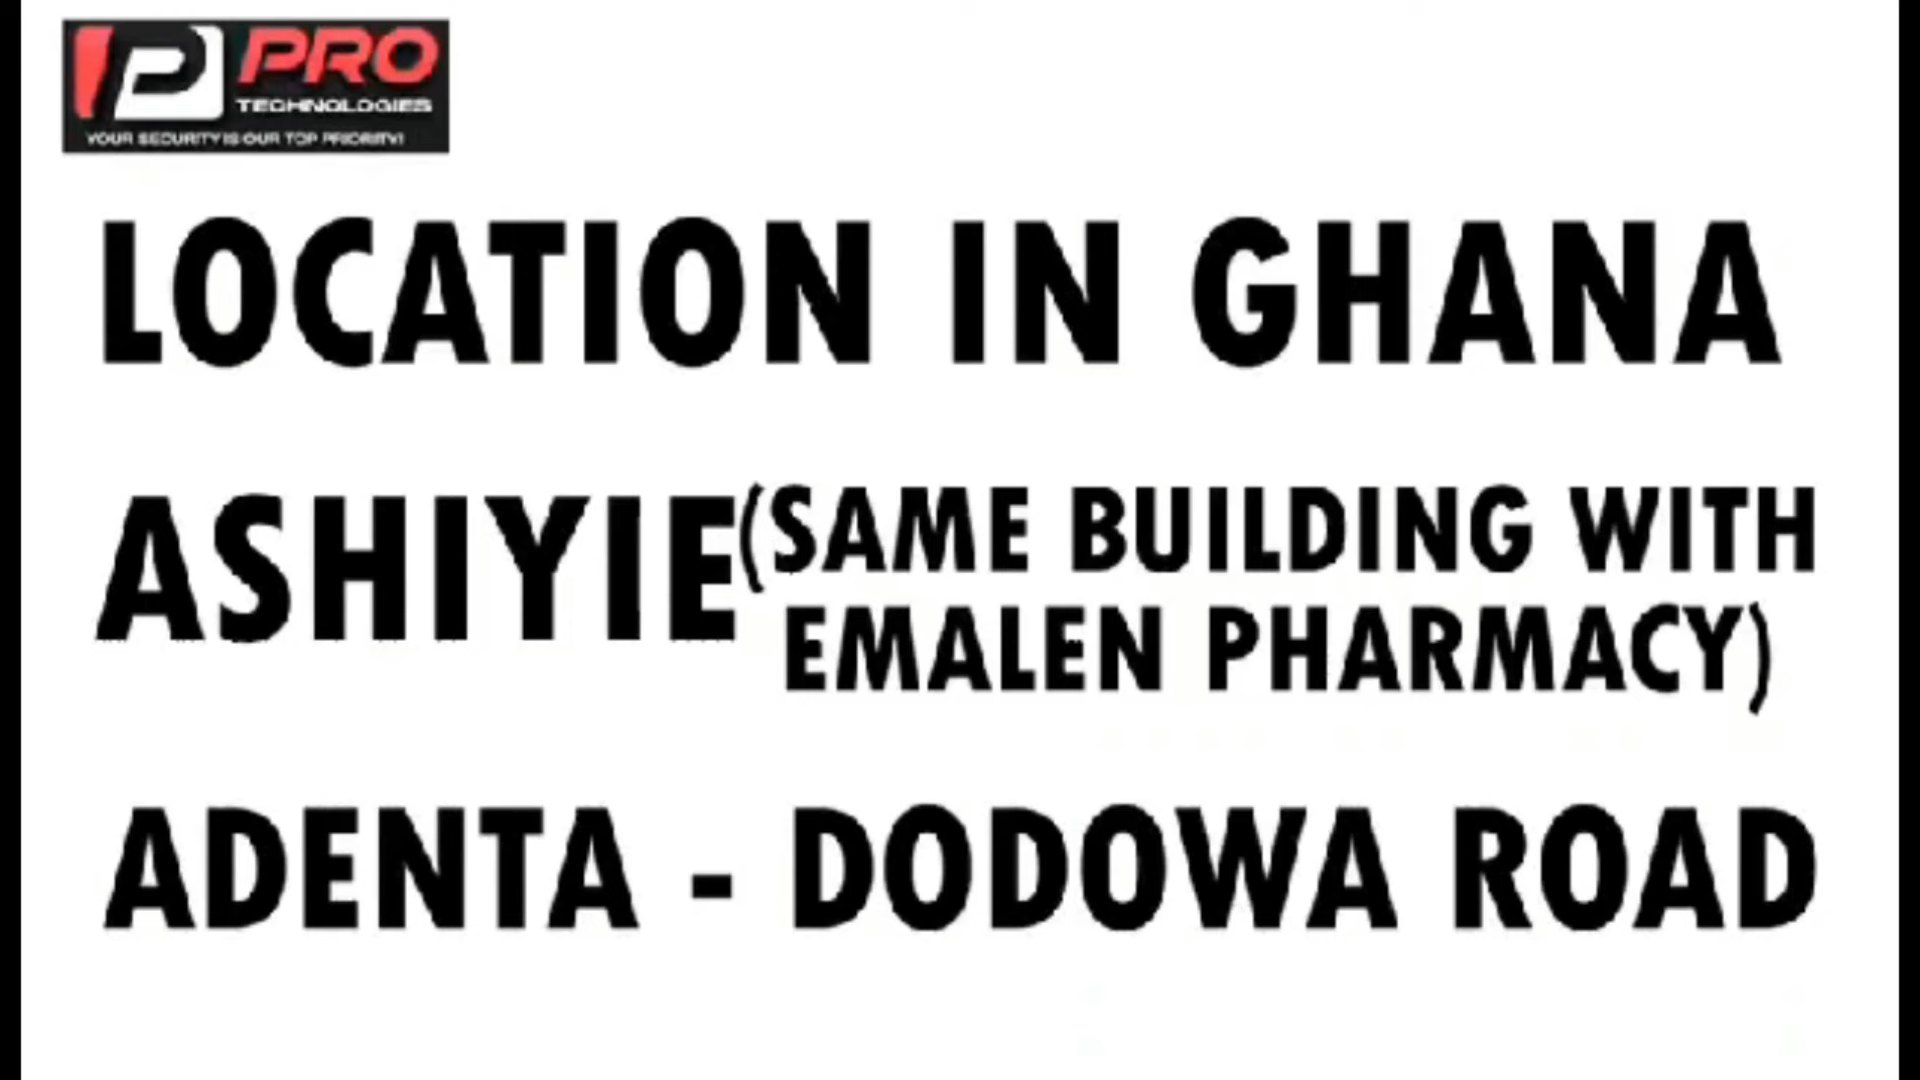 PRO
TECHNOLOGIES
YOUR SECURITY IS OUR TOP PRIORITY!
LOCATION IN GHANA
ASHIYIE (SAME BUILDING WITH
EMALEN PHARMACY)
ADENTA - DODOWA ROAD